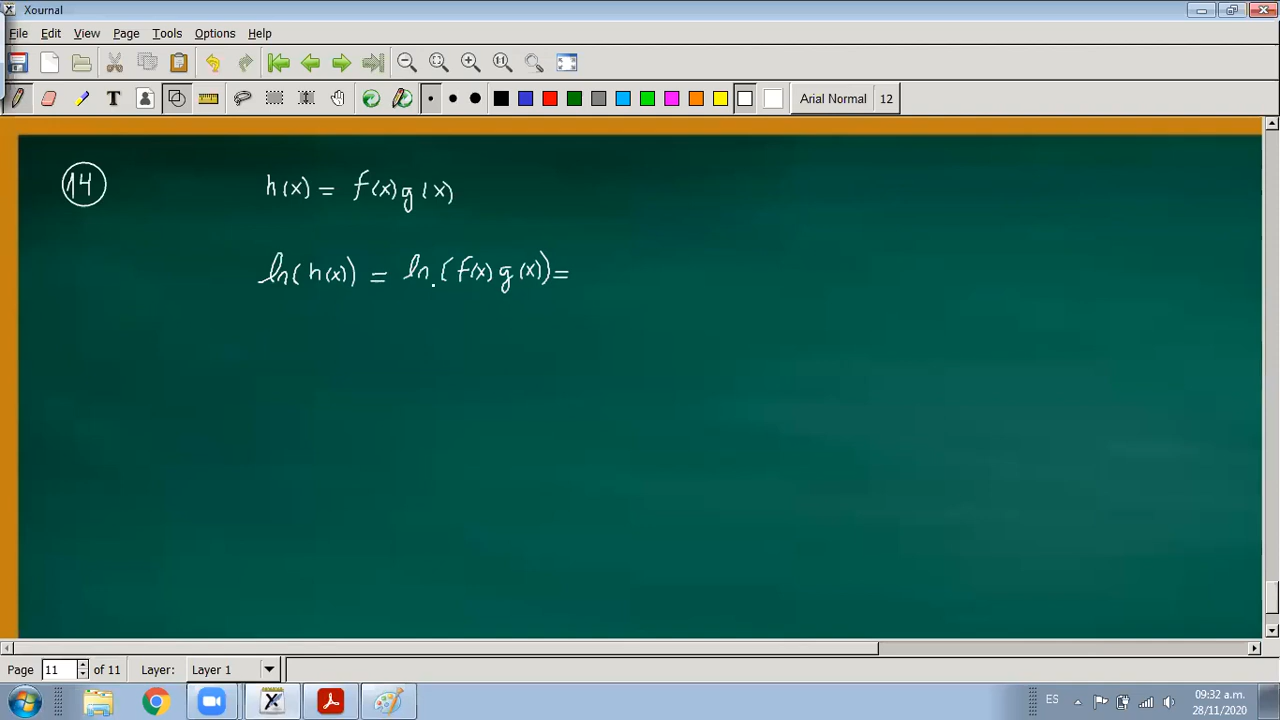 Xournal
File Edit View Page Tools Options Help
Arial Normal 12
14
h(x) = f(x)g(x)
ln(h(x)) = ln(f(x)g(x))=
Page 11 of 11 Layer: Layer 1
ES 09:32 a.m.
28/11/2020